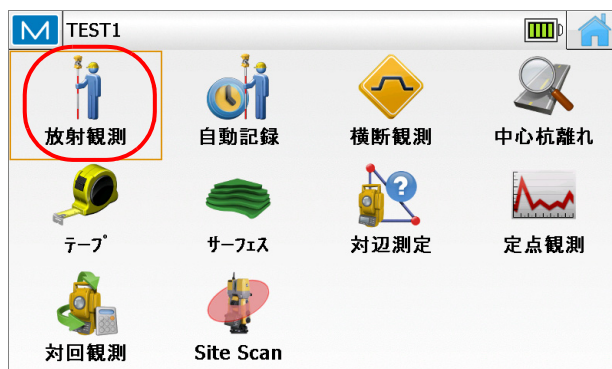 TEST1
放射観測
自動記録
横断観測
中心杭離れ
ﾃｰﾌﾟ
ｻｰﾌｪｽ
対辺測定
定点観測
対回観測
Site Scan